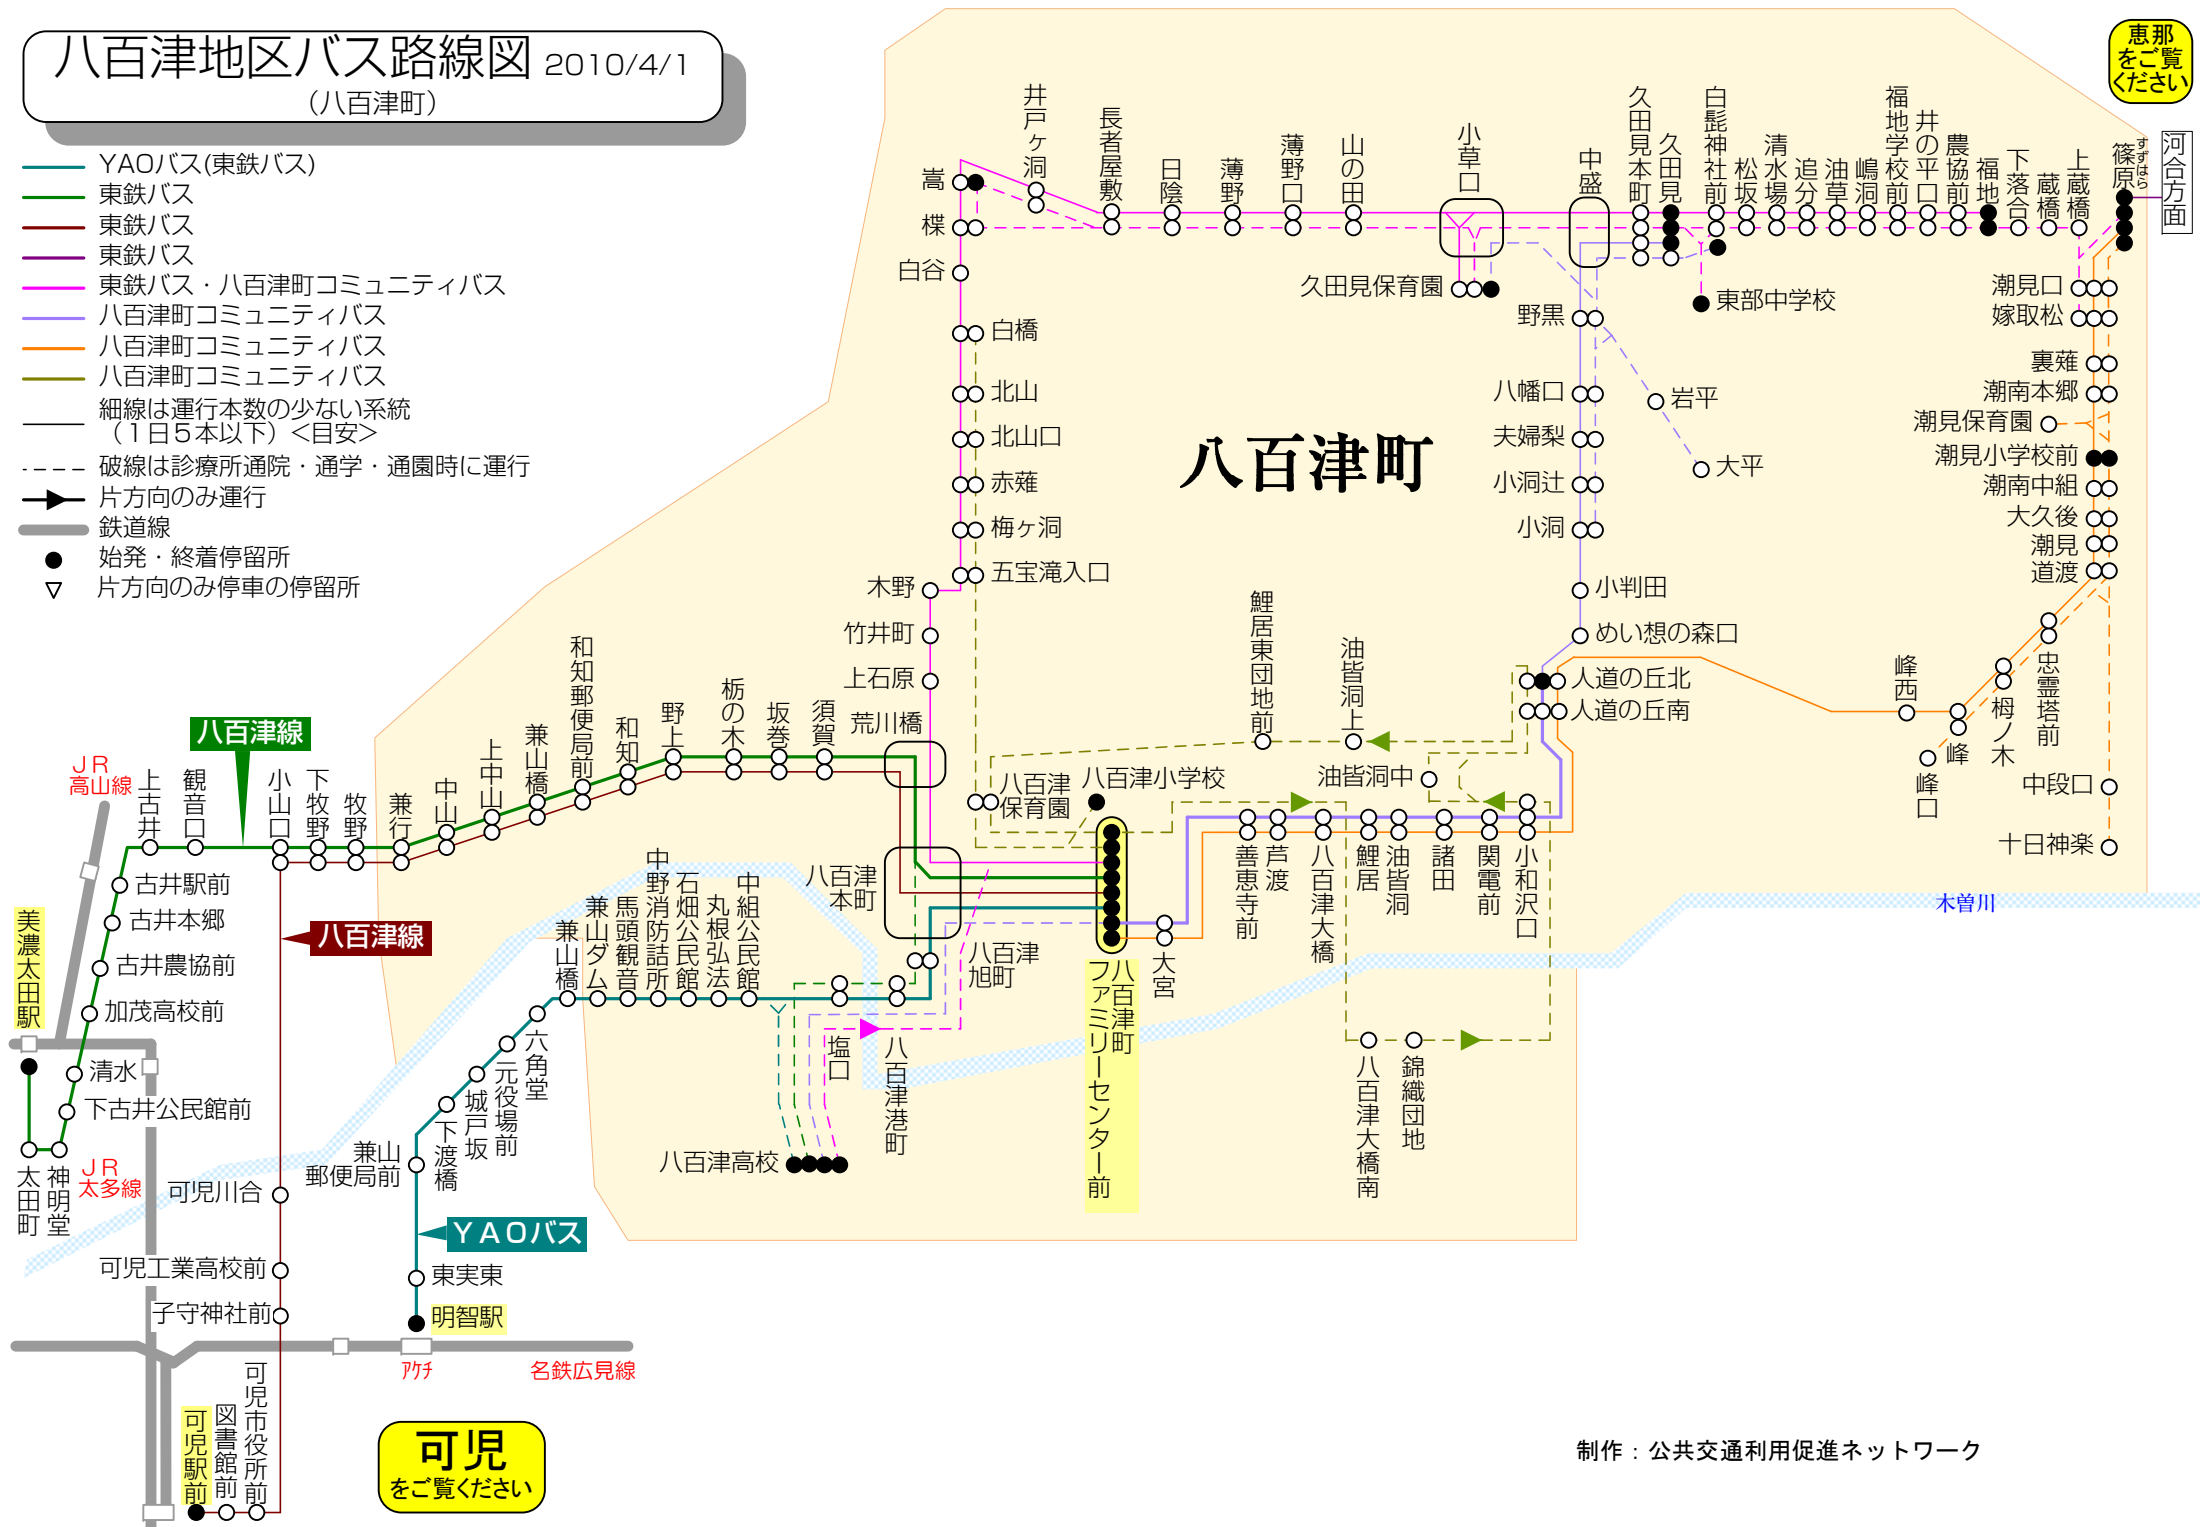 八百津地区バス路線図 2010/4/1
（八百津町）
恵那
をご覧
ください
YAOバス(東鉄バス)
東鉄バス
東鉄バス
東鉄バス
東鉄バス・八百津町コミュニティバス
八百津町コミュニティバス
八百津町コミュニティバス
八百津町コミュニティバス
細線は運行本数の少ない系統
（１日５本以下）<目安>
破線は診療所通院・通学・通園時に運行
片方向のみ運行
鉄道線
始発・終着停留所
片方向のみ停車の停留所
嵩
楪
白谷
井戸ヶ洞
長者屋敷
日陰
薄野
薄野口
山の田
小草口
中盛
久田見本町
久田見
白髭神社前
松坂
清水場
追分
油草
嶋洞
福地学校前
井の平口
農協前
福地
下落合
蔵橋
上蔵橋
篠原
すずはら
河合方面
久田見保育園
野黒
東部中学校
潮見口
嫁取松
白橋
北山
北山口
赤薙
梅ヶ洞
五宝滝入口
八幡口
夫婦梨
小洞辻
小洞
岩平
大平
裏薙
潮南本郷
潮見保育園
潮見小学校前
潮南中組
大久後
潮見
道渡
八百津町
木野
竹井町
上石原
荒川橋
小判田
めい想の森口
人道の丘北
人道の丘南
鯉居東団地前
油皆洞上
油皆洞中
峰西
峰
峰口
栂ノ木
忠霊塔前
中段口
十日神楽
八百津線
ＪＲ
高山線
上古井
観音口
小山口
下牧野
牧野
兼行
中山
上中山
兼山橋
和知郵便局前
和知
野上
栃の木
坂巻
須賀
八百津
保育園
八百津小学校
八百津
本町
八百津
旭町
古井駅前
古井本郷
古井農協前
加茂高校前
清水
下古井公民館前
美濃太田駅
太田町
神明堂
ＪＲ
太多線
八百津線
兼山橋
兼山ダム
馬頭観音
中野消防詰所
石畑公民館
丸根弘法
中組公民館
塩口
八百津港町
八百津高校
八百津町
ファミリーセンター前
大宮
善恵寺前
芦渡
八百津大橋
鯉居
油皆洞
諸田
関電前
小和沢口
八百津大橋南
錦織団地
木曽川
六角堂
元役場前
城戸坂
下渡橋
兼山
郵便局前
ＹＡＯバス
東実東
明智駅
ｱｹﾁ
名鉄広見線
可児川合
可児工業高校前
子守神社前
可児市役所前
図書館前
可児駅前
可児
をご覧ください
制作：公共交通利用促進ネットワーク